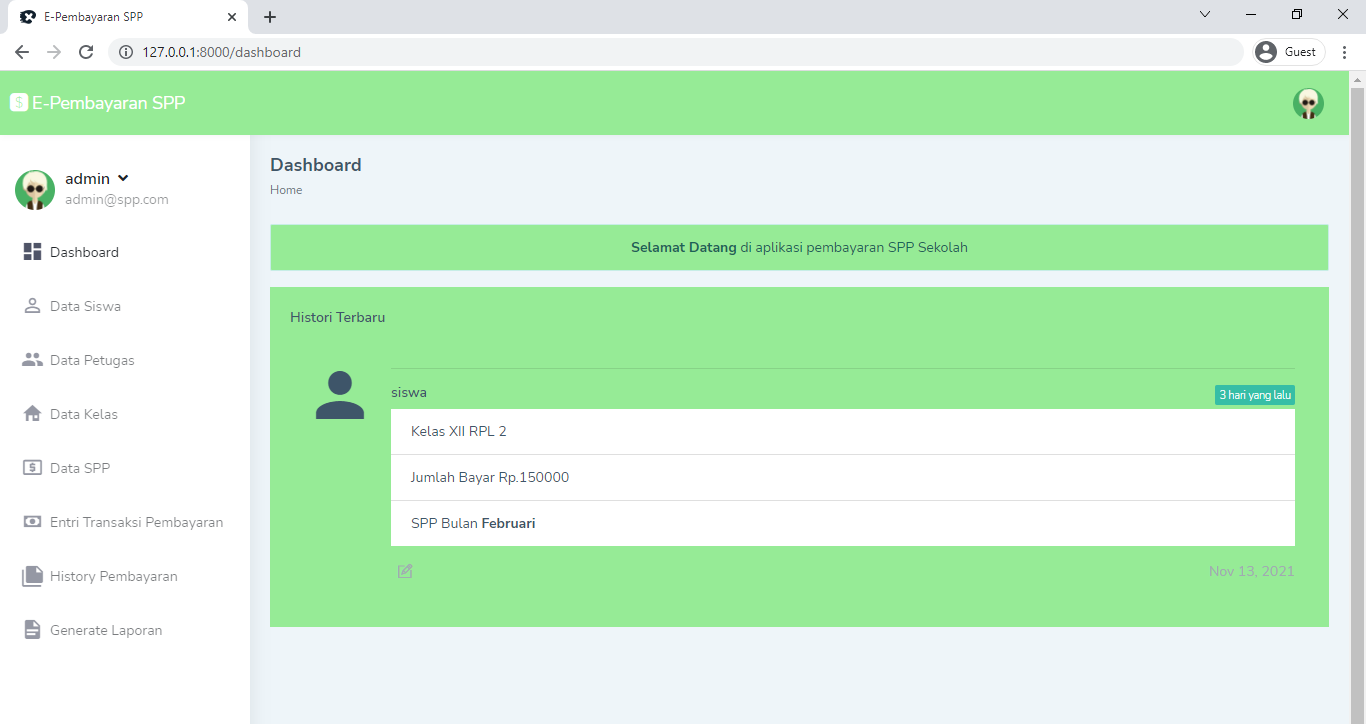 E-Pembayaran SPP
127.0.0.1:8000/dashboard
Guest
E-Pembayaran SPP
admin
admin@spp.com
Dashboard
Data Siswa
Data Petugas
Data Kelas
Data SPP
Entri Transaksi Pembayaran
History Pembayaran
Generate Laporan
Dashboard
Home
Selamat Datang di aplikasi pembayaran SPP Sekolah
Histori Terbaru
siswa
3 hari yang lalu
Kelas XII RPL 2
Jumlah Bayar Rp.150000
SPP Bulan Februari
Nov 13, 2021